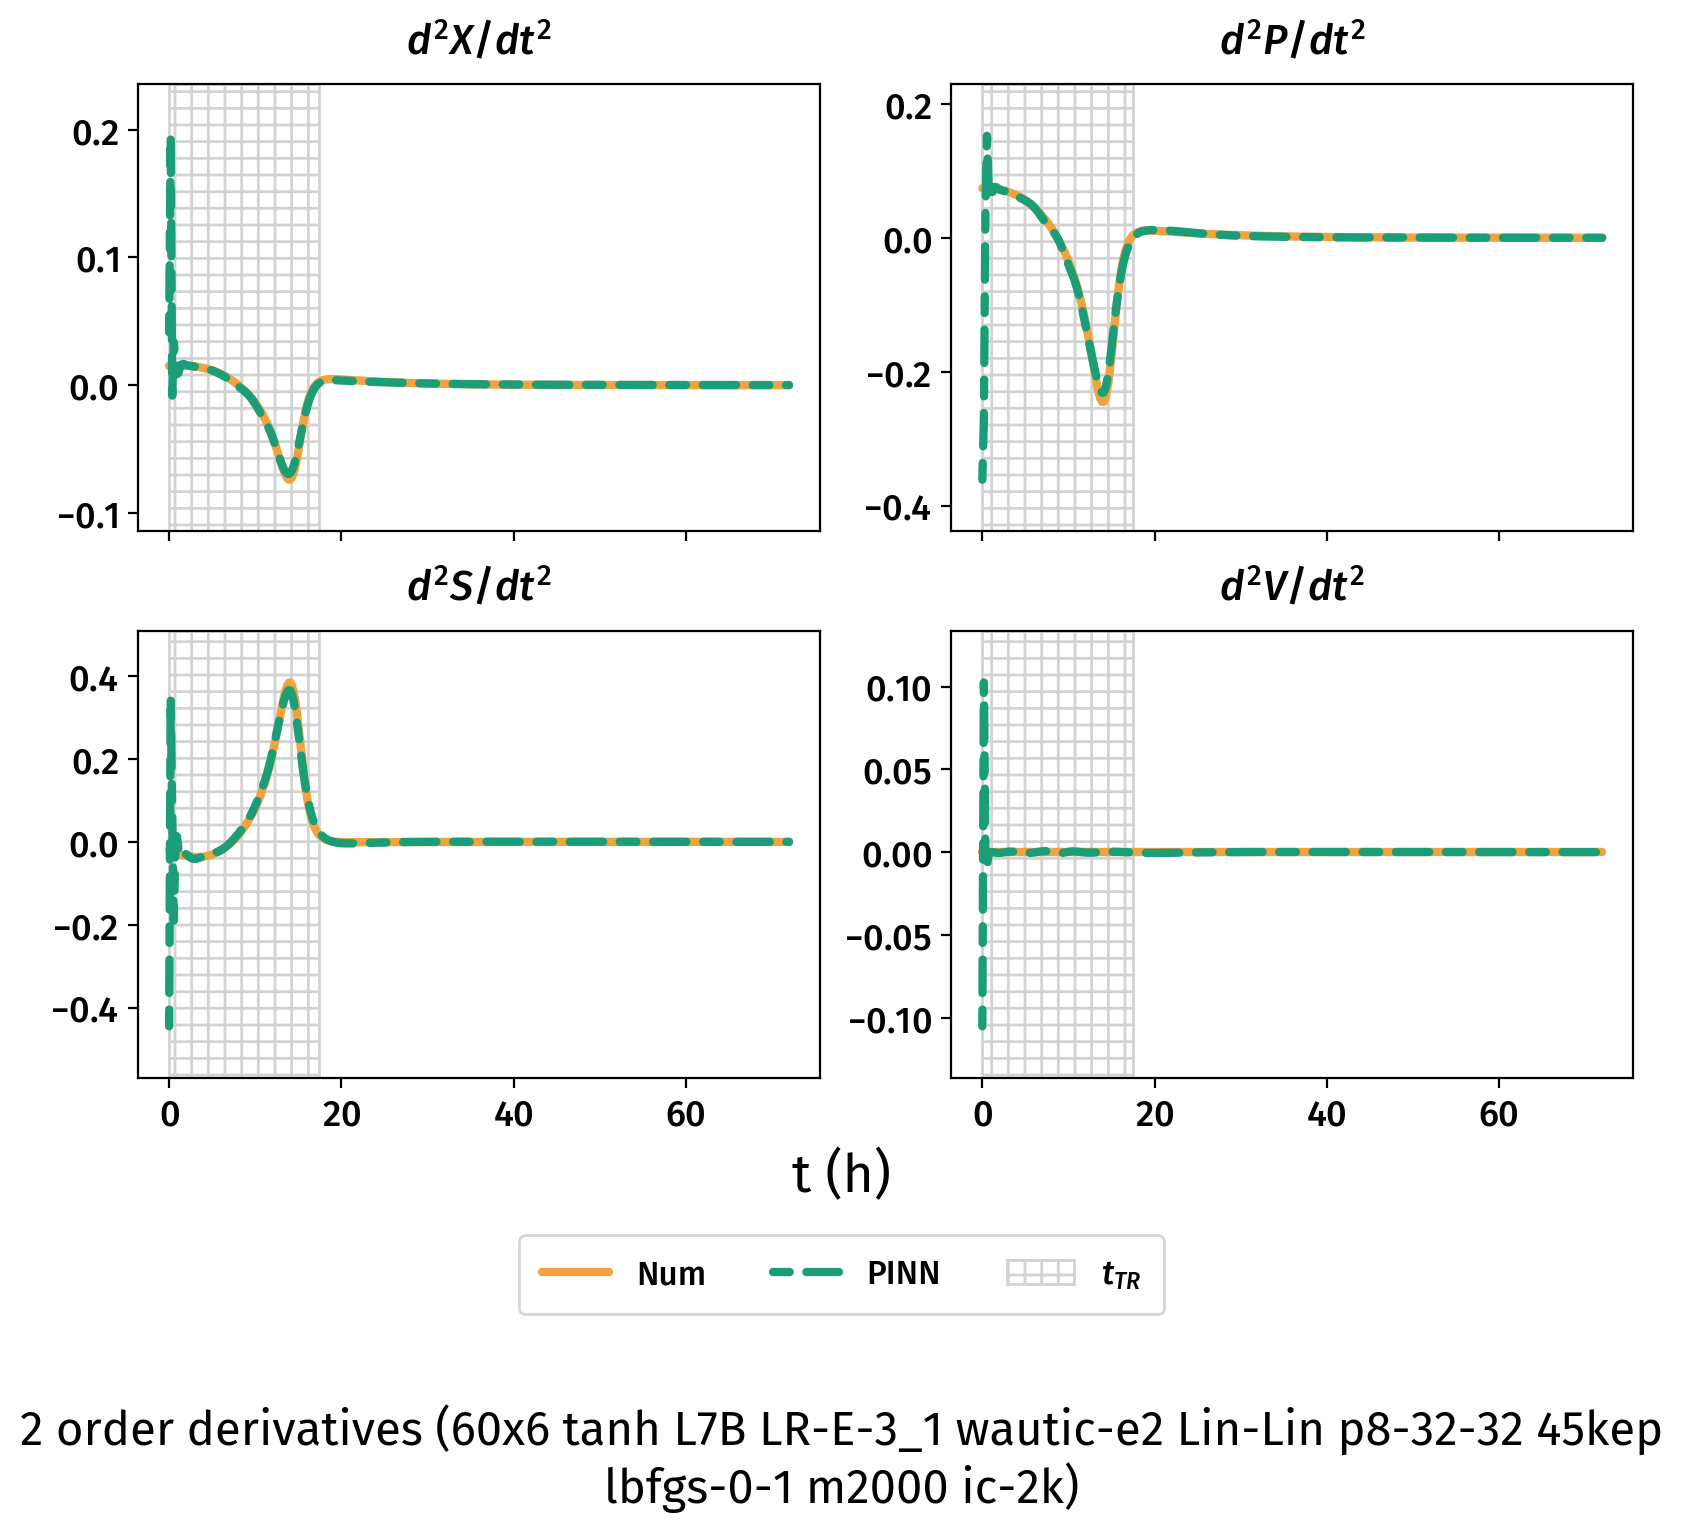 d²X/dt²
d²P/dt²
0.2
0.1
0.0
−0.1
0.2
0.0
−0.2
−0.4
d²S/dt²
d²V/dt²
0.4
0.2
0.0
−0.2
−0.4
0.10
0.05
0.00
−0.05
−0.10
0 20 40 60
0 20 40 60
t (h)
Num PINN t_TR
2 order derivatives (60x6 tanh L7B LR-E-3_1 wautic-e2 Lin-Lin p8-32-32 45kep
lbfgs-0-1 m2000 ic-2k)